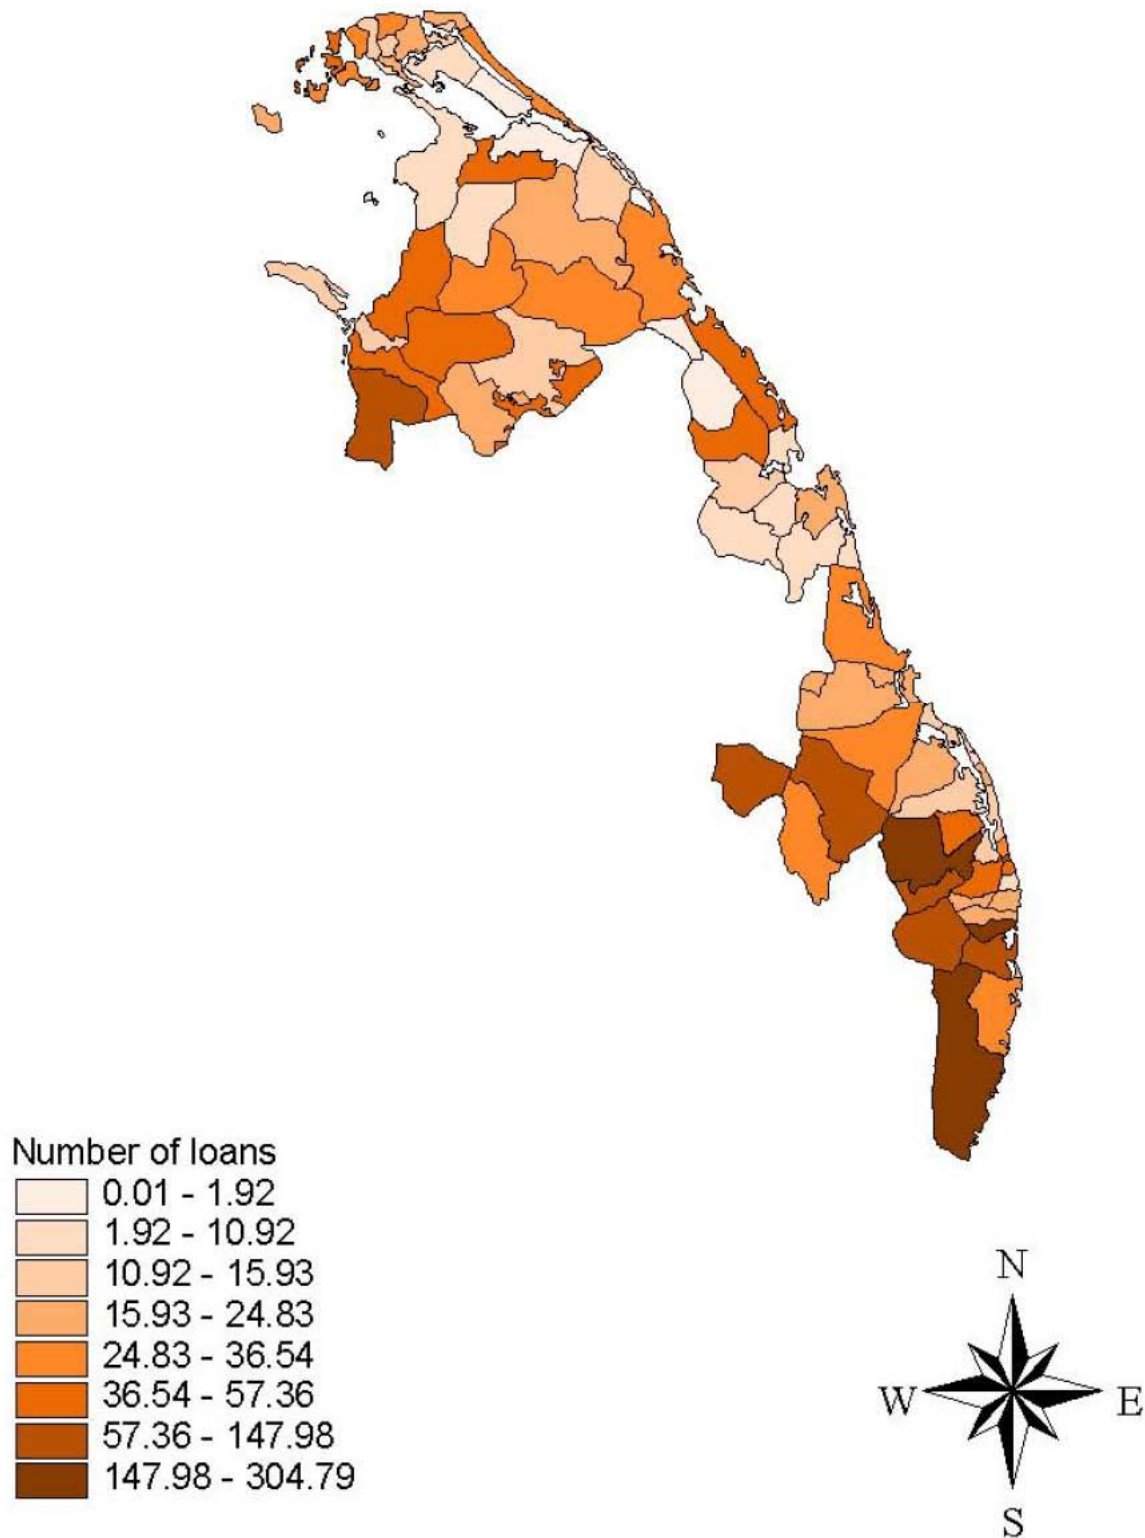 Number of loans
0.01 - 1.92
1.92 - 10.92
10.92 - 15.93
15.93 - 24.83
24.83 - 36.54
36.54 - 57.36
57.36 - 147.98
147.98 - 304.79
N
W E
S